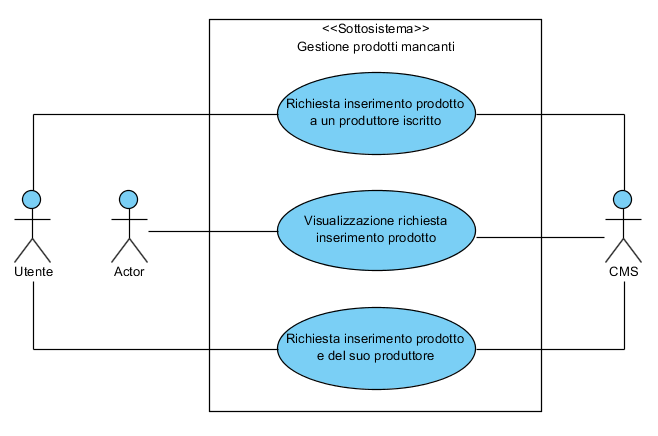 <<Sottosistema>>
Gestione prodotti mancanti
Richiesta inserimento prodotto
a un produttore iscritto
Visualizzazione richiesta
inserimento prodotto
Utente
Actor
CMS
Richiesta inserimento prodotto
e del suo produttore